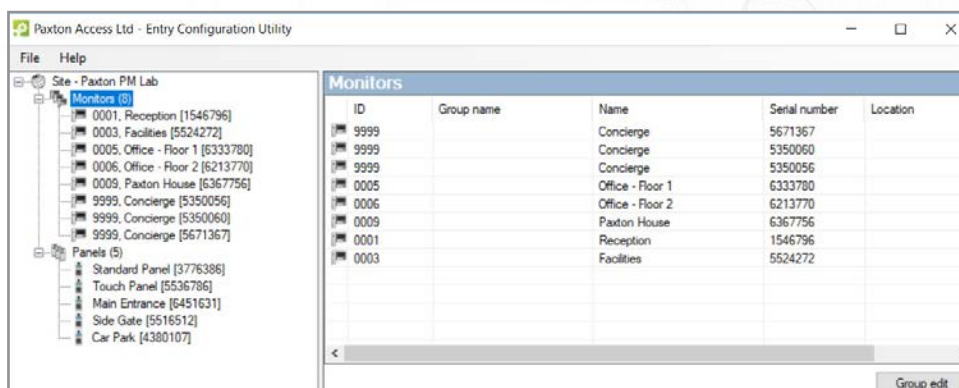 Paxton Access Ltd - Entry Configuration Utility
File Help
Site - Paxton PM Lab
Monitors (8)
0001, Reception [1546796]
0003, Facilities [5524272]
0005, Office - Floor 1 [6333780]
0006, Office - Floor 2 [6213770]
0009, Paxton House [6367756]
9999, Concierge [5350056]
9999, Concierge [5350060]
9999, Concierge [5671367]
Panels (5)
Standard Panel [3776386]
Touch Panel [5536786]
Main Entrance [6451631]
Side Gate [5516512]
Car Park [4380107]
Monitors
ID Group name Name Serial number Location
9999 Concierge 5671367
9999 Concierge 5350060
9999 Concierge 5350056
0005 Office - Floor 1 6333780
0006 Office - Floor 2 6213770
0009 Paxton House 6367756
0001 Reception 1546796
0003 Facilities 5524272
Group edit